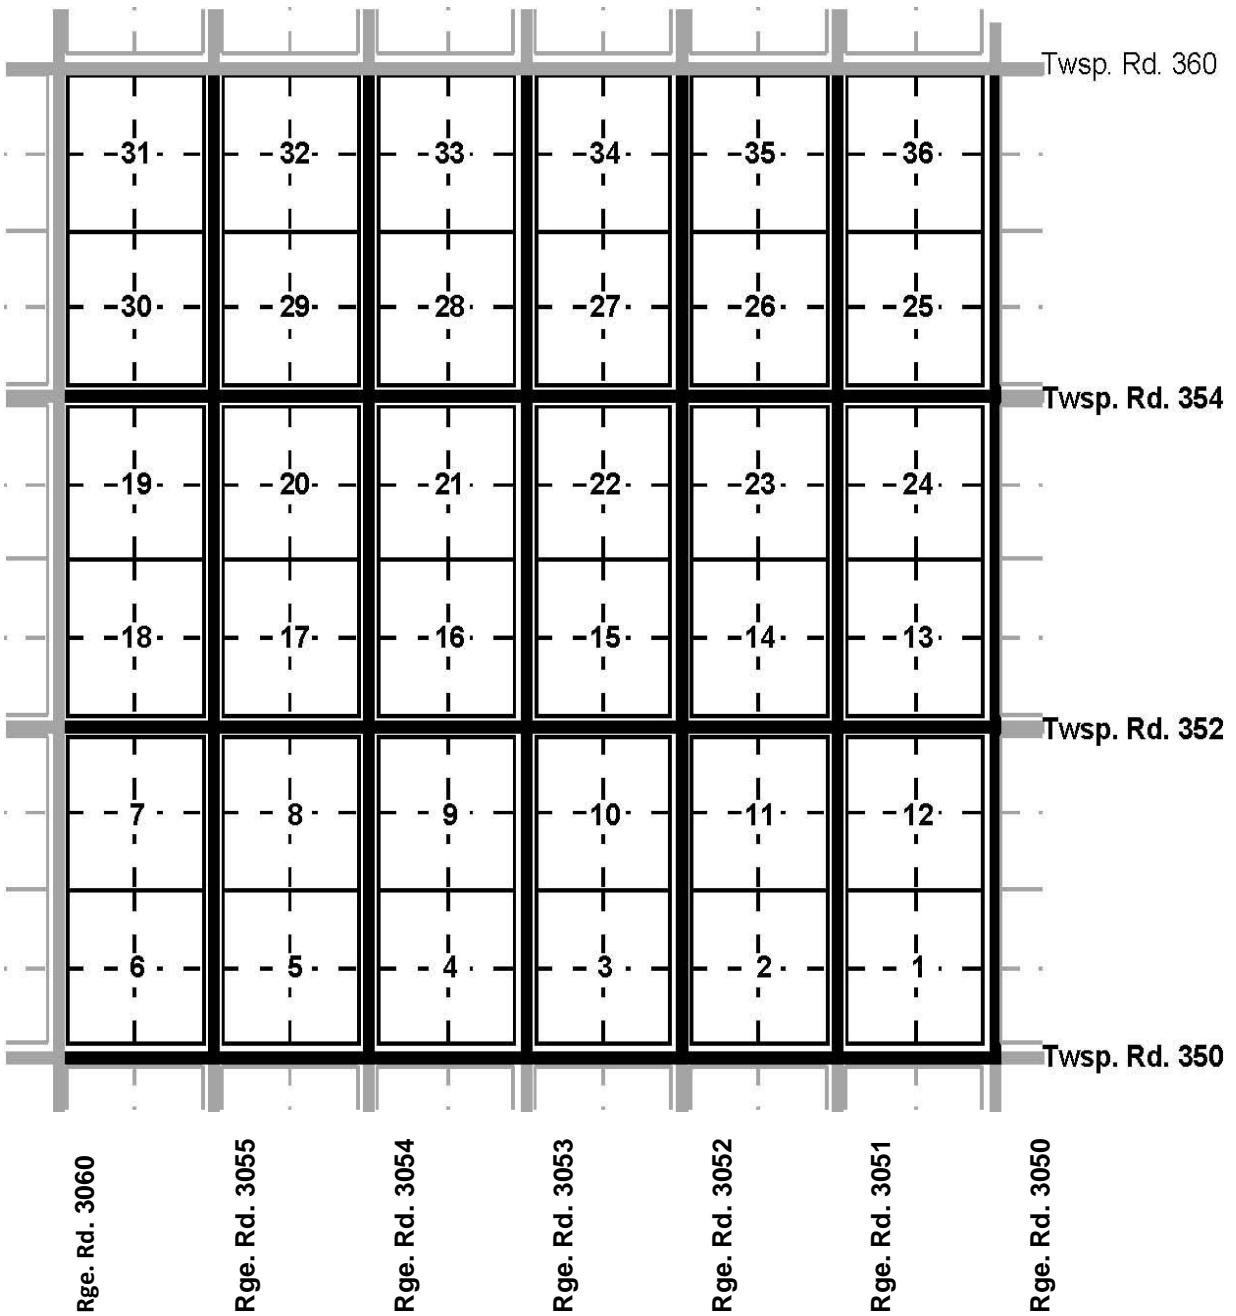 Twsp. Rd. 360
31 32 33 34 35 36
30 29 28 27 26 25
Twsp. Rd. 354
19 20 21 22 23 24
18 17 16 15 14 13
Twsp. Rd. 352
7 8 9 10 11 12
6 5 4 3 2 1
Twsp. Rd. 350
Rge. Rd. 3060
Rge. Rd. 3055
Rge. Rd. 3054
Rge. Rd. 3053
Rge. Rd. 3052
Rge. Rd. 3051
Rge. Rd. 3050